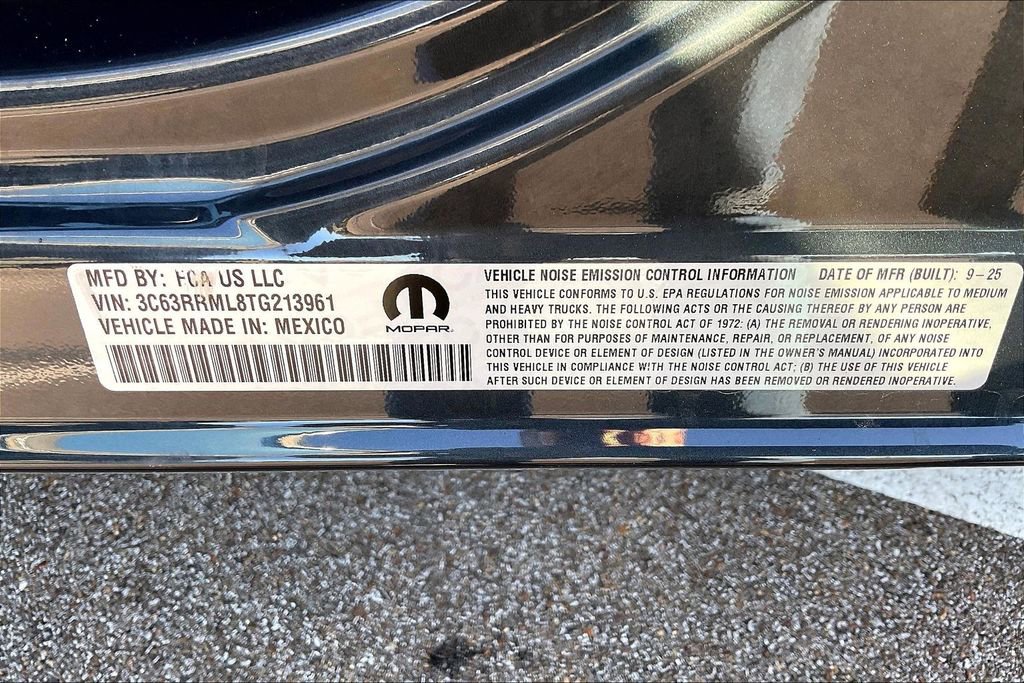 MFD BY: FCA US LLC
VIN: 3C63RRML8TG213961
VEHICLE MADE IN: MEXICO
MOPAR
VEHICLE NOISE EMISSION CONTROL INFORMATION DATE OF MFR (BUILT): 9-25
THIS VEHICLE CONFORMS TO U.S. EPA REGULATIONS FOR NOISE EMISSION APPLICABLE TO MEDIUM
AND HEAVY TRUCKS. THE FOLLOWING ACTS OR THE CAUSING THEREOF BY ANY PERSON ARE
PROHIBITED BY THE NOISE CONTROL ACT OF 1972: (A) THE REMOVAL OR RENDERING INOPERATIVE,
OTHER THAN FOR PURPOSES OF MAINTENANCE, REPAIR, OR REPLACEMENT, OF ANY NOISE
CONTROL DEVICE OR ELEMENT OF DESIGN (LISTED IN THE OWNER'S MANUAL) INCORPORATED INTO
THIS VEHICLE IN COMPLIANCE WITH THE NOISE CONTROL ACT; (B) THE USE OF THIS VEHICLE
AFTER SUCH DEVICE OR ELEMENT OF DESIGN HAS BEEN REMOVED OR RENDERED INOPERATIVE.